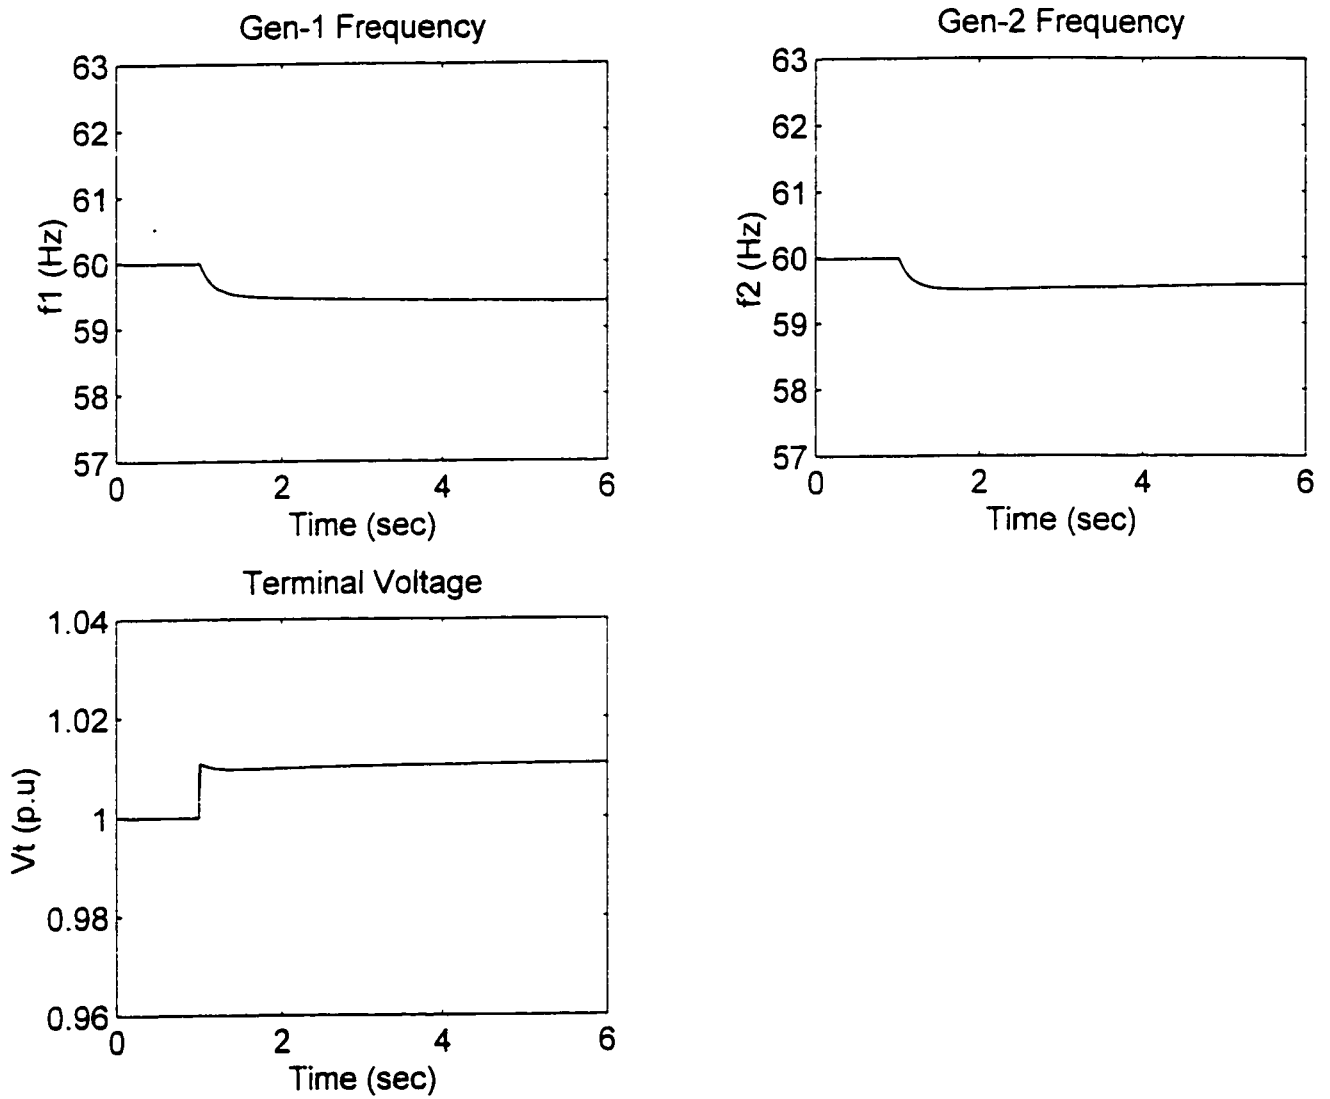 Gen-1 Frequency
63
62
61
60
59
58
57
f1 (Hz)
0 2 4 6
Time (sec)
Gen-2 Frequency
63
62
61
60
59
58
57
f2 (Hz)
0 2 4 6
Time (sec)
Terminal Voltage
1.04
1.02
1
0.98
0.96
Vt (p.u)
0 2 4 6
Time (sec)